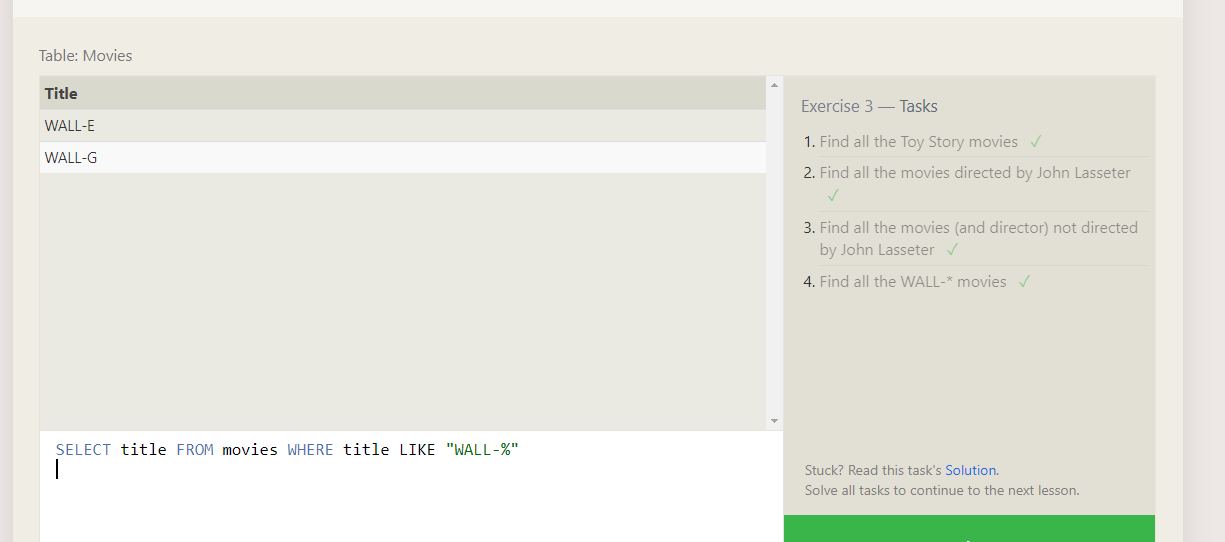 Table: Movies
Title
WALL-E
WALL-G
Exercise 3 — Tasks
1. Find all the Toy Story movies ✓
2. Find all the movies directed by John Lasseter
✓
3. Find all the movies (and director) not directed
by John Lasseter ✓
4. Find all the WALL-* movies ✓
SELECT title FROM movies WHERE title LIKE "WALL-%"
Stuck? Read this task's Solution.
Solve all tasks to continue to the next lesson.